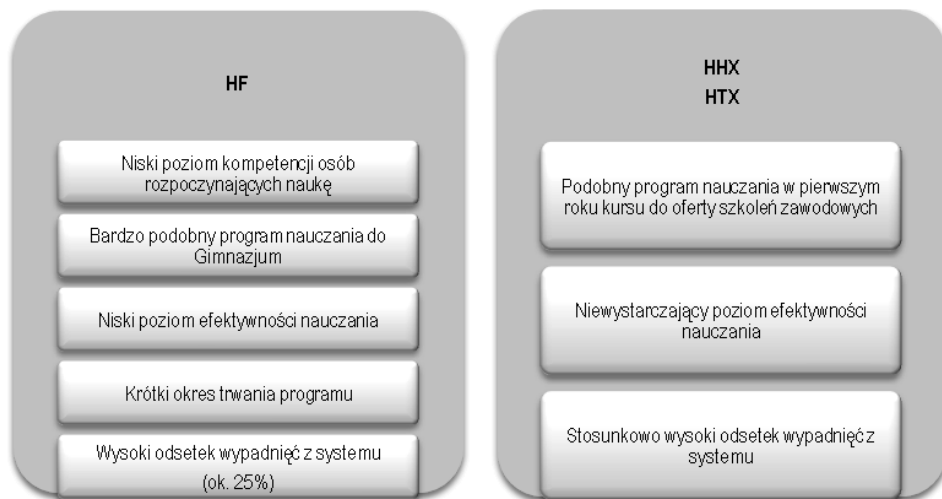 HF
Niski poziom kompetencji osób
rozpoczynających naukę
Bardzo podobny program nauczania do
Gimnazjum
Niski poziom efektywności nauczania
Krótki okres trwania programu
Wysoki odsetek wypadnięć z systemu
(ok. 25%)
HHX
HTX
Podobny program nauczania w pierwszym
roku kursu do oferty szkoleń zawodowych
Niewystarczający poziom efektywności
nauczania
Stosunkowo wysoki odsetek wypadnięć z
systemu